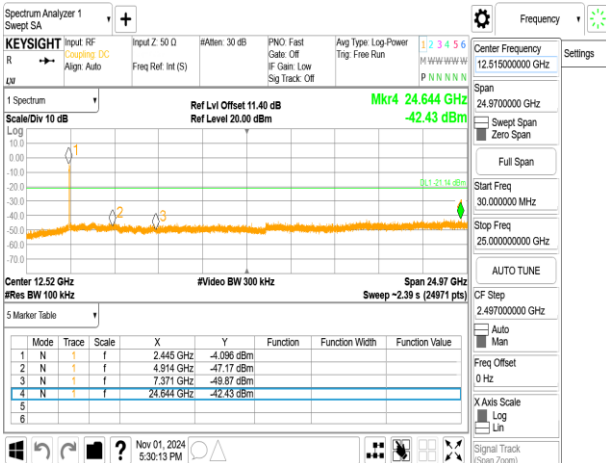 Spectrum Analyzer 1
Swept SA
+
Frequency
KEYSIGHT
Input: RF
Input Z: 50 Ω
#Atten: 30 dB
PNO: Fast
Avg Type: Log-Power
1 2 3 4 5 6
R
Coupling: DC
Gate: Off
Trig: Free Run
M W W W W W
Align: Auto
Freq Ref: Int (S)
IF Gain: Low
Sig Track: Off
P N N N N N
LXI
Center Frequency
12.515000000 GHz
Settings
Span
24.9700000 GHz
Swept Span
Zero Span
Full Span
Start Freq
30.000000 MHz
Stop Freq
25.000000000 GHz
AUTO TUNE
CF Step
2.497000000 GHz
Auto
Man
Freq Offset
0 Hz
X Axis Scale
Log
Lin
Signal Track
(Span Zoom)
1 Spectrum
Ref Lvl Offset 11.40 dB
Mkr4 24.644 GHz
Scale/Div 10 dB
Ref Level 20.00 dBm
-42.43 dBm
Log
10.0
0.00
-10.0
-20.0
-30.0
-40.0
-50.0
-60.0
-70.0
1
2
3
DL1 -21.14 dBm
Center 12.52 GHz
#Video BW 300 kHz
Span 24.97 GHz
#Res BW 100 kHz
Sweep ~2.39 s (24971 pts)
5 Marker Table
Mode Trace Scale X Y Function Function Width Function Value
1 N 1 f 2.445 GHz -4.096 dBm
2 N 1 f 4.914 GHz -47.17 dBm
3 N 1 f 7.371 GHz -49.87 dBm
4 N 1 f 24.644 GHz -42.43 dBm
5
6
?
Nov 01, 2024
5:30:13 PM